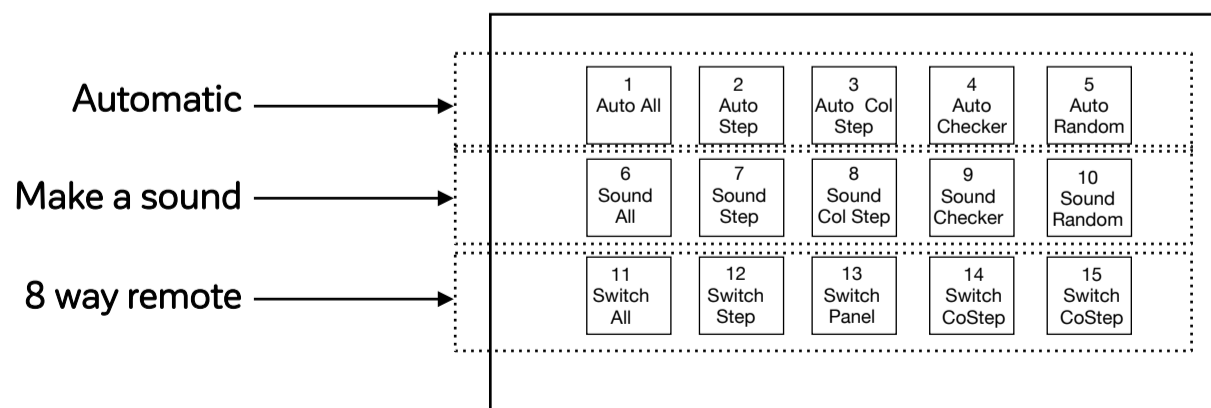 Automatic
1
Auto All
2
Auto
Step
3
Auto Col
Step
4
Auto
Checker
5
Auto
Random
Make a sound
6
Sound
All
7
Sound
Step
8
Sound
Col Step
9
Sound
Checker
10
Sound
Random
8 way remote
11
Switch
All
12
Switch
Step
13
Switch
Panel
14
Switch
CoStep
15
Switch
CoStep